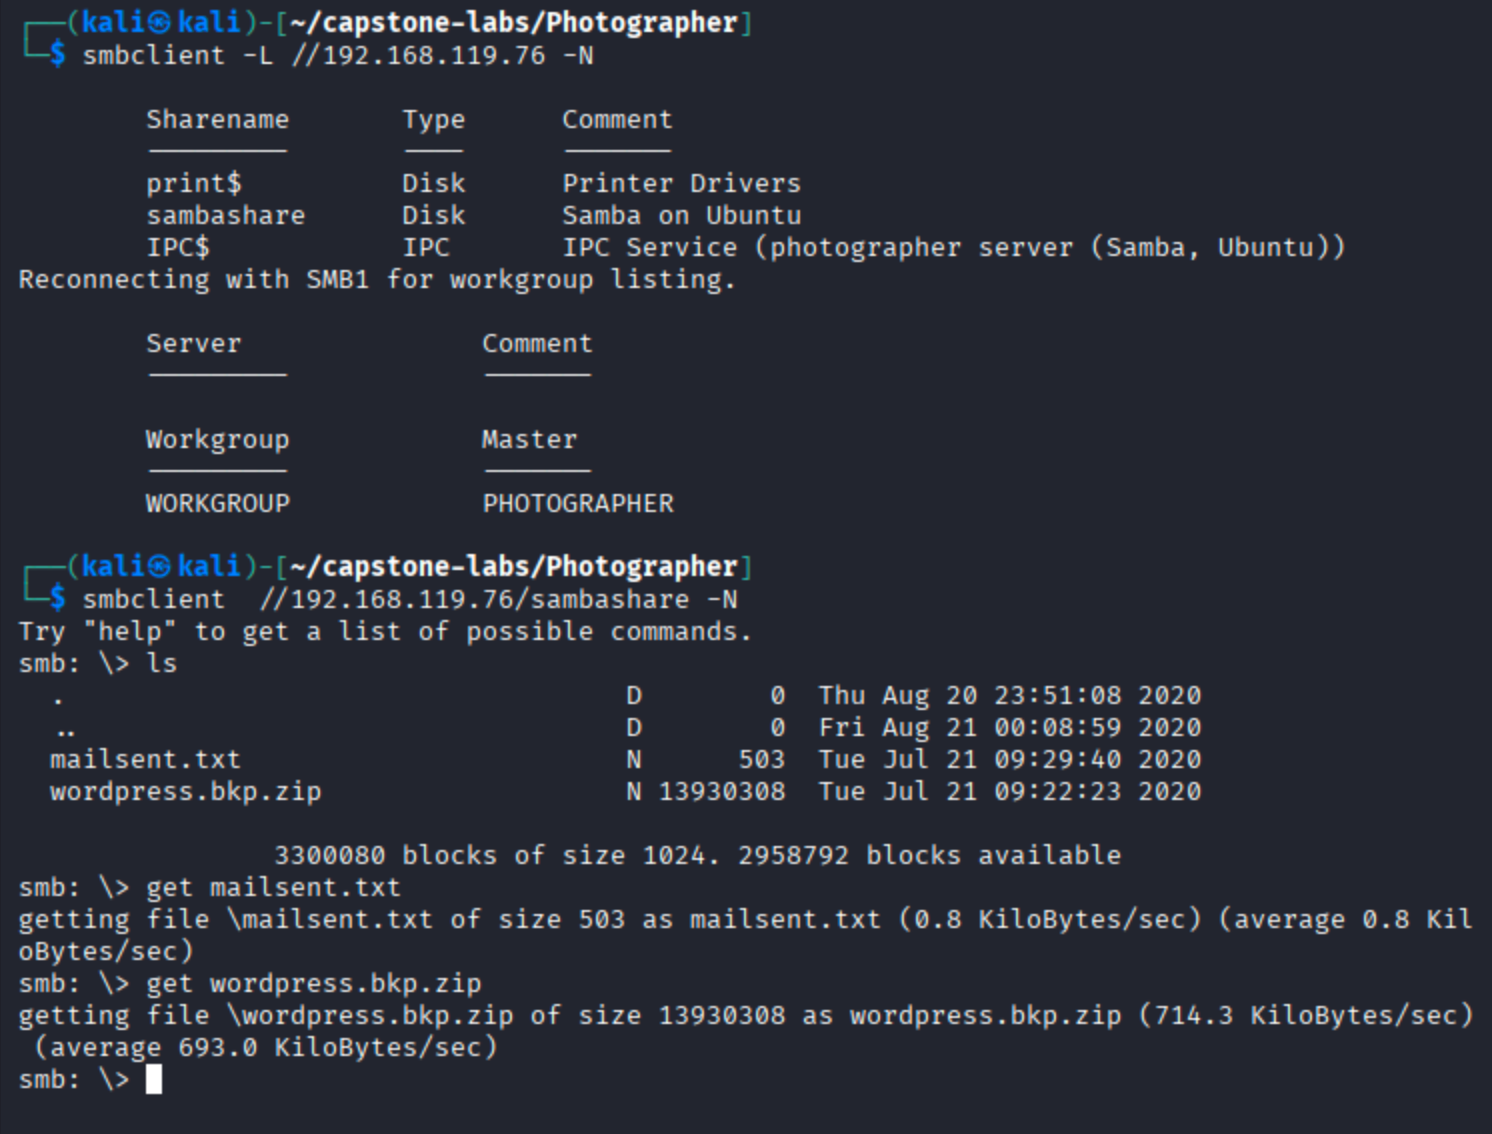 ┌──(kali㉿kali)-[~/capstone-labs/Photographer]
└─$ smbclient -L //192.168.119.76 -N
Sharename Type Comment
--------- ---- -------
print$ Disk Printer Drivers
sambashare Disk Samba on Ubuntu
IPC$ IPC IPC Service (photographer server (Samba, Ubuntu))
Reconnecting with SMB1 for workgroup listing.
Server Comment
--------- -------
Workgroup Master
--------- -------
WORKGROUP PHOTOGRAPHER
┌──(kali㉿kali)-[~/capstone-labs/Photographer]
└─$ smbclient  //192.168.119.76/sambashare -N
Try "help" to get a list of possible commands.
smb: \> ls
. D 0 Thu Aug 20 23:51:08 2020
.. D 0 Fri Aug 21 00:08:59 2020
mailsent.txt N 503 Tue Jul 21 09:29:40 2020
wordpress.bkp.zip N 13930308 Tue Jul 21 09:22:23 2020
3300080 blocks of size 1024. 2958792 blocks available
smb: \> get mailsent.txt
getting file \mailsent.txt of size 503 as mailsent.txt (0.8 KiloBytes/sec) (average 0.8 Kil
oBytes/sec)
smb: \> get wordpress.bkp.zip
getting file \wordpress.bkp.zip of size 13930308 as wordpress.bkp.zip (714.3 KiloBytes/sec)
(average 693.0 KiloBytes/sec)
smb: \>